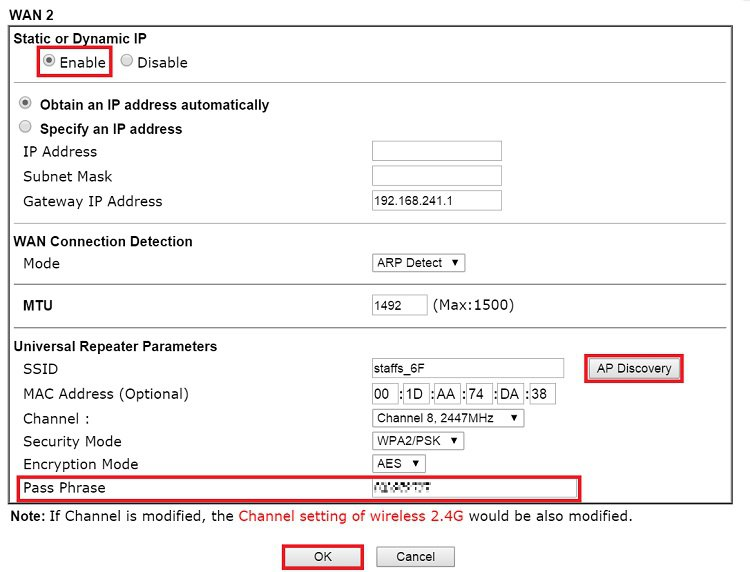 WAN 2
Static or Dynamic IP
Enable Disable
Obtain an IP address automatically
Specify an IP address
IP Address
Subnet Mask
Gateway IP Address 192.168.241.1
WAN Connection Detection
Mode ARP Detect ▼
MTU 1492 (Max:1500)
Universal Repeater Parameters
SSID staffs_6F AP Discovery
MAC Address (Optional) 00 :1D :AA :74 :DA :38
Channel : Channel 8, 2447MHz ▼
Security Mode WPA2/PSK ▼
Encryption Mode AES ▼
Pass Phrase
Note: If Channel is modified, the Channel setting of wireless 2.4G would be also modified.
OK Cancel